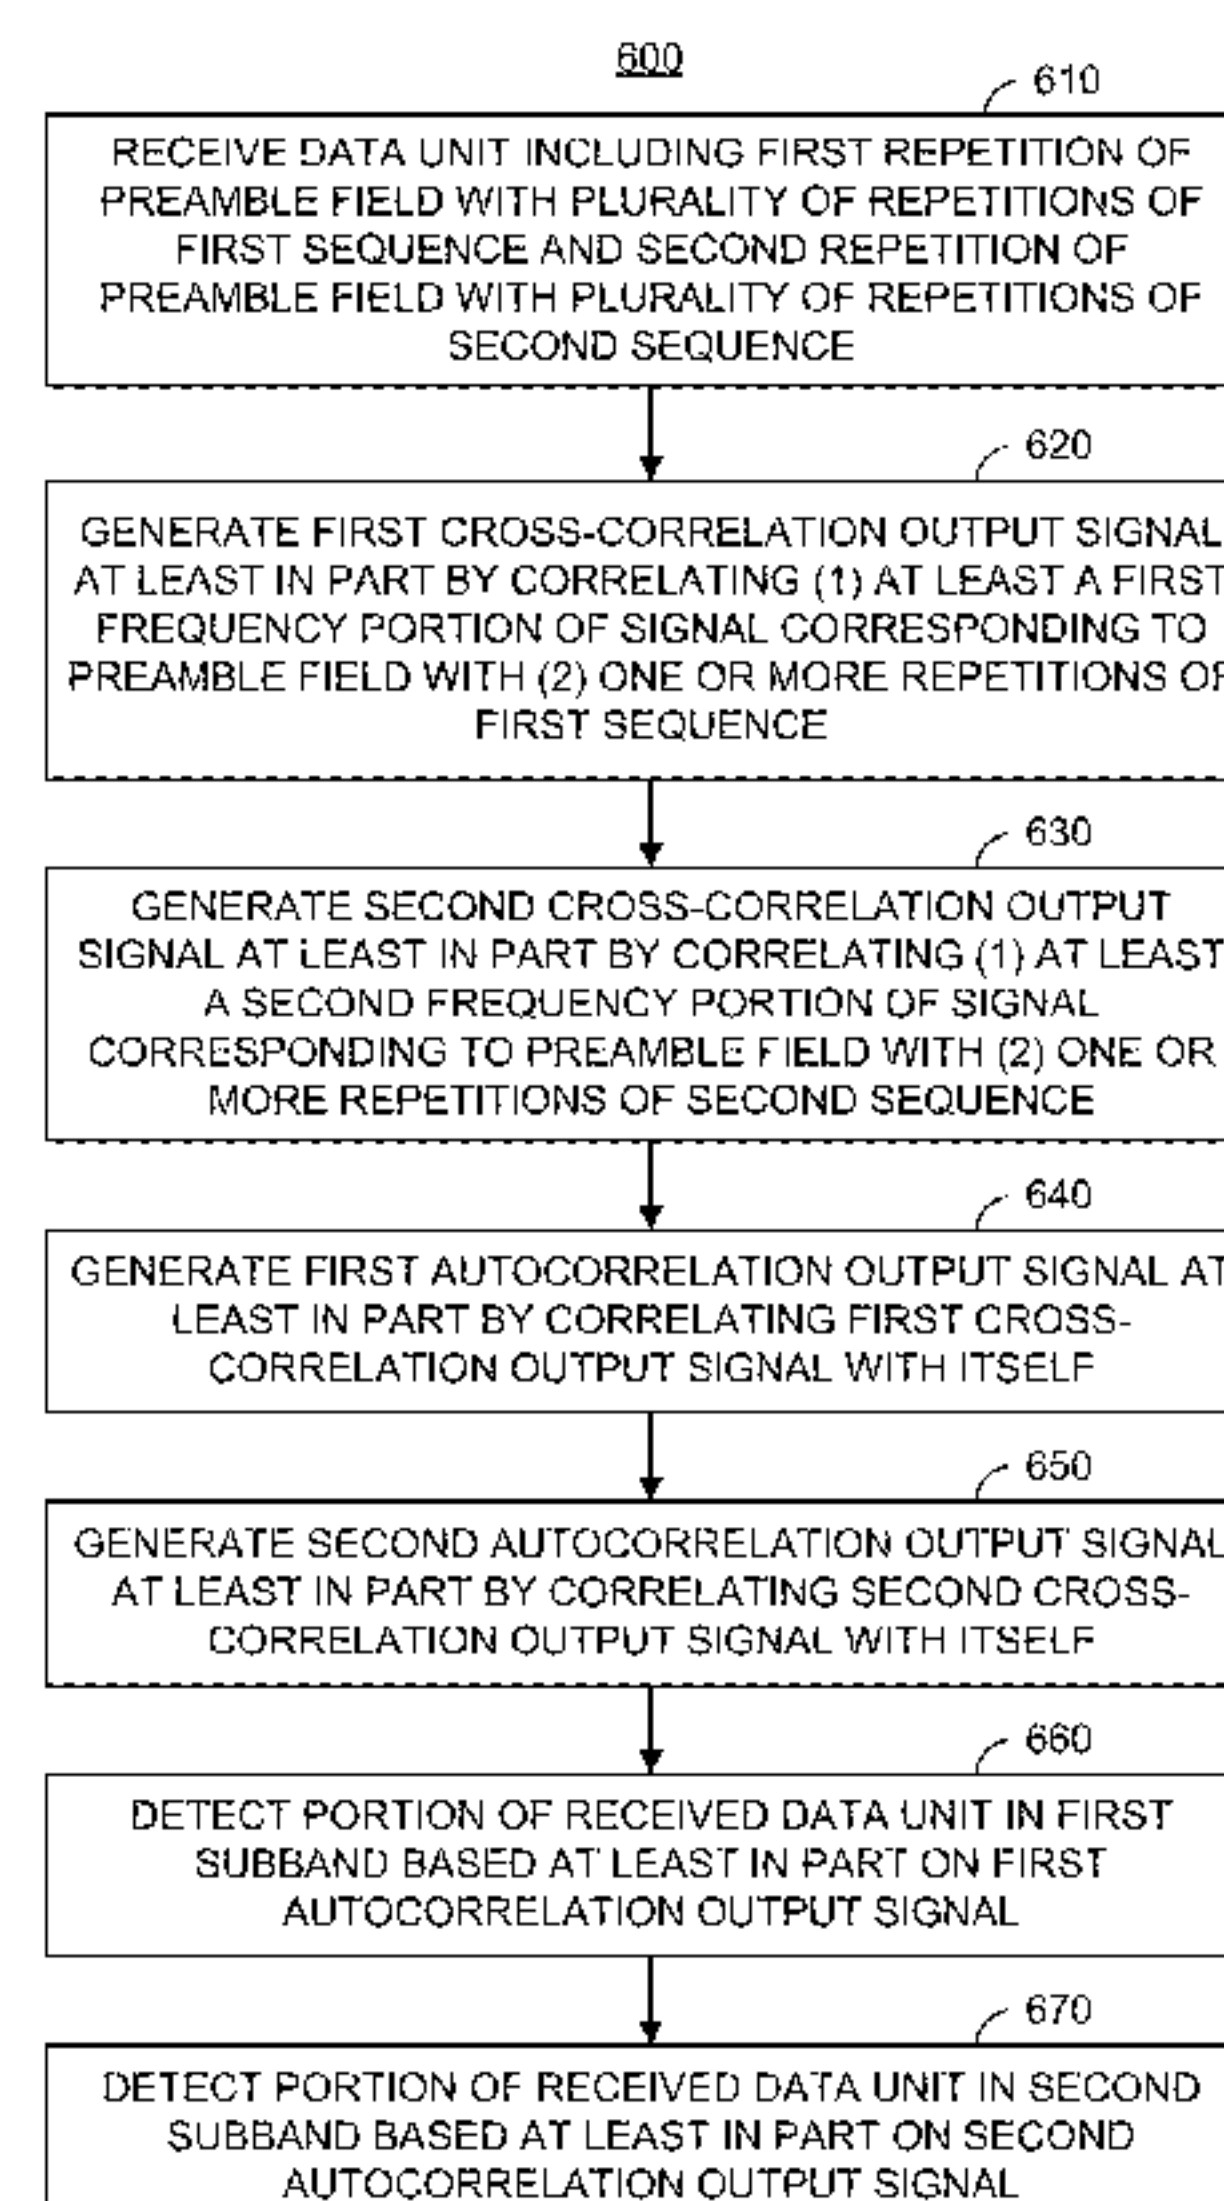 600
610
RECEIVE DATA UNIT INCLUDING FIRST REPETITION OF
PREAMBLE FIELD WITH PLURALITY OF REPETITIONS OF
FIRST SEQUENCE AND SECOND REPETITION OF
PREAMBLE FIELD WITH PLURALITY OF REPETITIONS OF
SECOND SEQUENCE
620
GENERATE FIRST CROSS-CORRELATION OUTPUT SIGNAL
AT LEAST IN PART BY CORRELATING (1) AT LEAST A FIRST
FREQUENCY PORTION OF SIGNAL CORRESPONDING TO
PREAMBLE FIELD WITH (2) ONE OR MORE REPETITIONS OF
FIRST SEQUENCE
630
GENERATE SECOND CROSS-CORRELATION OUTPUT
SIGNAL AT LEAST IN PART BY CORRELATING (1) AT LEAST
A SECOND FREQUENCY PORTION OF SIGNAL
CORRESPONDING TO PREAMBLE FIELD WITH (2) ONE OR
MORE REPETITIONS OF SECOND SEQUENCE
640
GENERATE FIRST AUTOCORRELATION OUTPUT SIGNAL AT
LEAST IN PART BY CORRELATING FIRST CROSS-
CORRELATION OUTPUT SIGNAL WITH ITSELF
650
GENERATE SECOND AUTOCORRELATION OUTPUT SIGNAL
AT LEAST IN PART BY CORRELATING SECOND CROSS-
CORRELATION OUTPUT SIGNAL WITH ITSELF
660
DETECT PORTION OF RECEIVED DATA UNIT IN FIRST
SUBBAND BASED AT LEAST IN PART ON FIRST
AUTOCORRELATION OUTPUT SIGNAL
670
DETECT PORTION OF RECEIVED DATA UNIT IN SECOND
SUBBAND BASED AT LEAST IN PART ON SECOND
AUTOCORRELATION OUTPUT SIGNAL